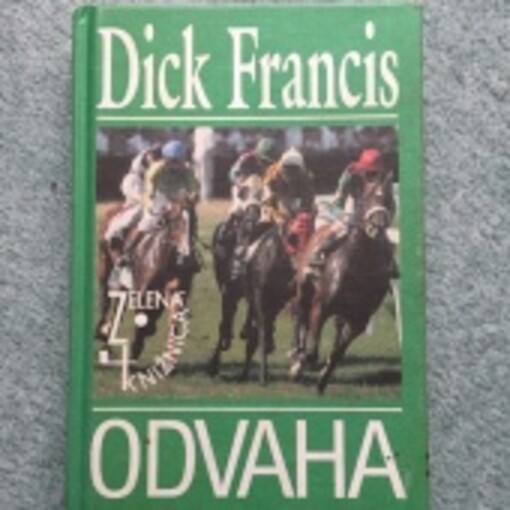 Dick Francis
ZELENÁ
KNIŽNICA
ODVAHA